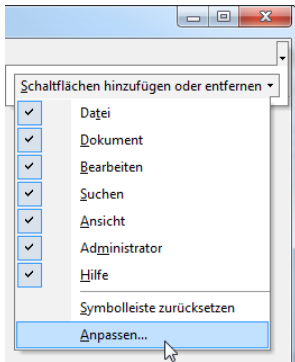 Schaltflächen hinzufügen oder entfernen
Datei
Dokument
Bearbeiten
Suchen
Ansicht
Administrator
Hilfe
Symbolleiste zurücksetzen
Anpassen...